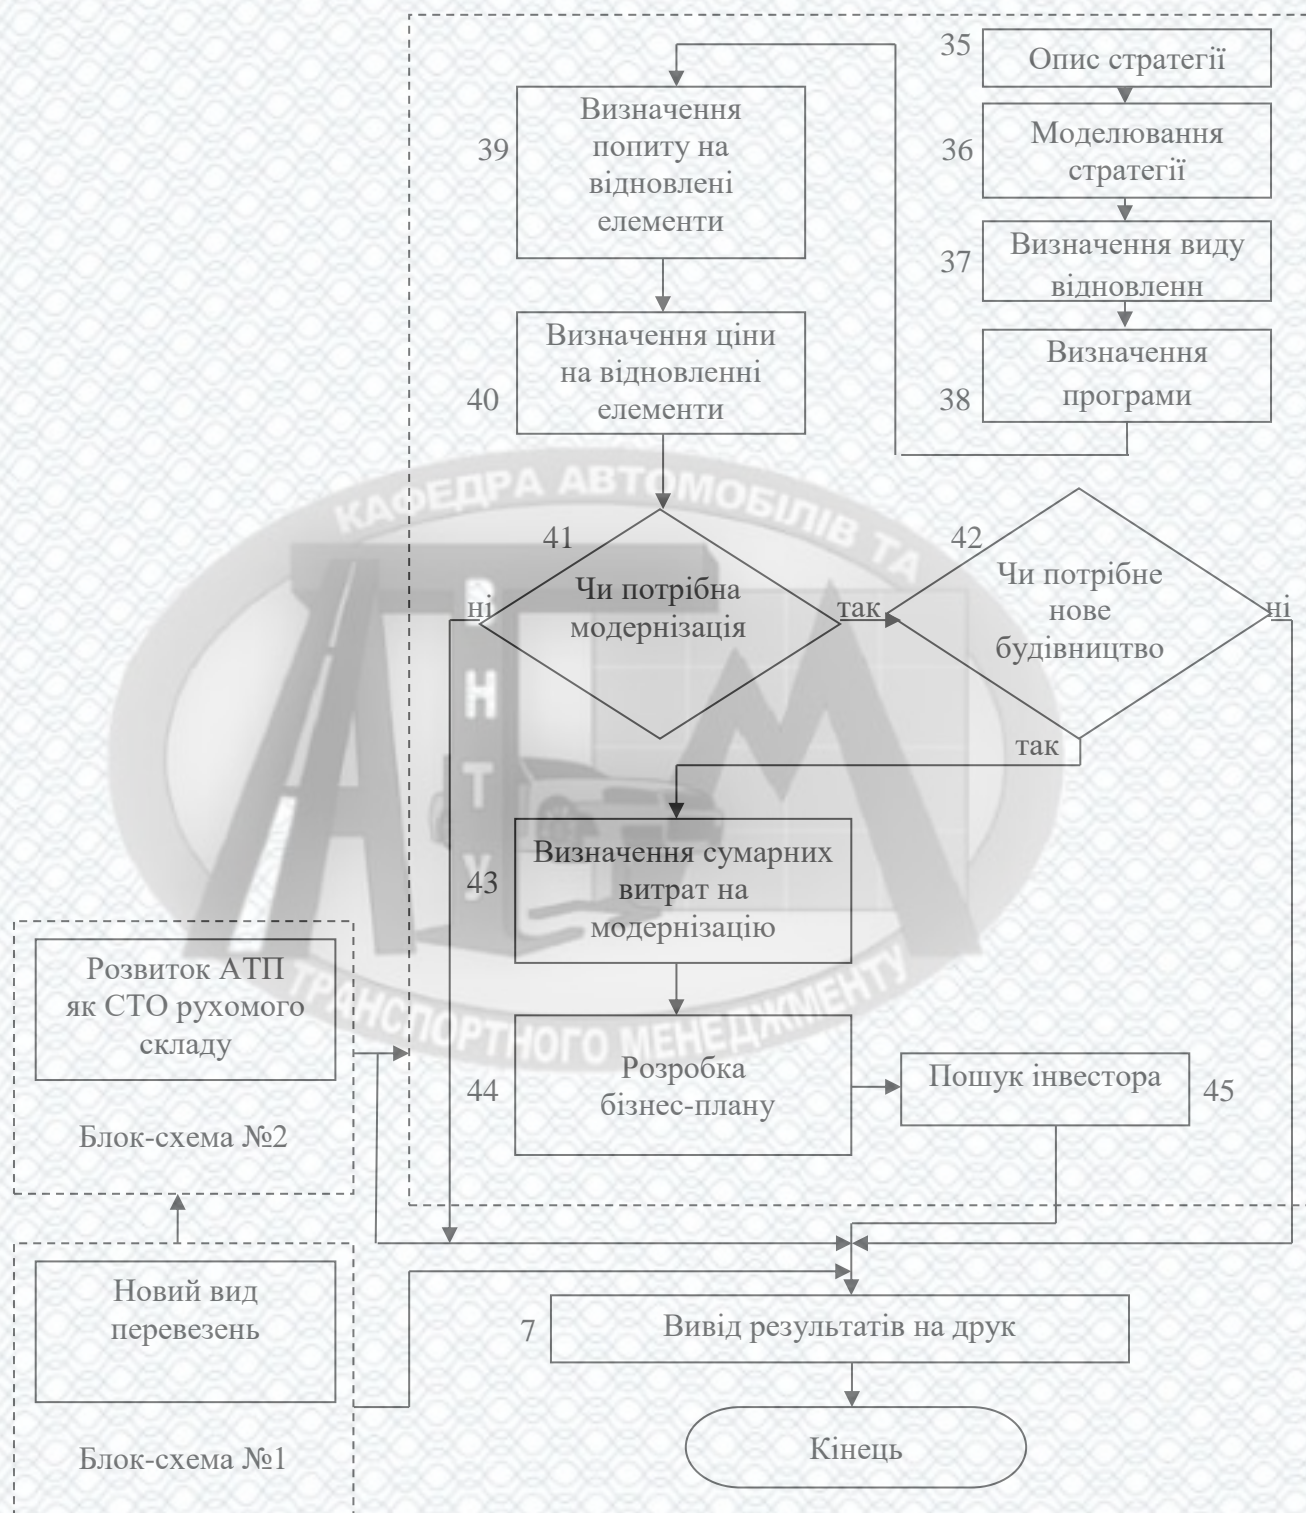 35
Опис стратегії
36
Моделювання
стратегії
37
Визначення виду
відновленн
38
Визначення
програми
39
Визначення
попиту на
відновлені
елементи
40
Визначення ціни
на відновленні
елементи
КАФЕДРА АВТОМОБІЛІВ ТА
41
Чи потрібна
модернізація
ні
так
42
Чи потрібне
нове
будівництво
ні
так
В
Н
Т
У
43
Визначення сумарних
витрат на
модернізацію
ТРАНСПОРТНОГО МЕНЕДЖМЕНТУ
44
Розробка
бізнес-плану
Пошук інвестора
45
Розвиток АТП
як СТО рухомого
складу
Блок-схема №2
Новий вид
перевезень
Блок-схема №1
7
Вивід результатів на друк
Кінець